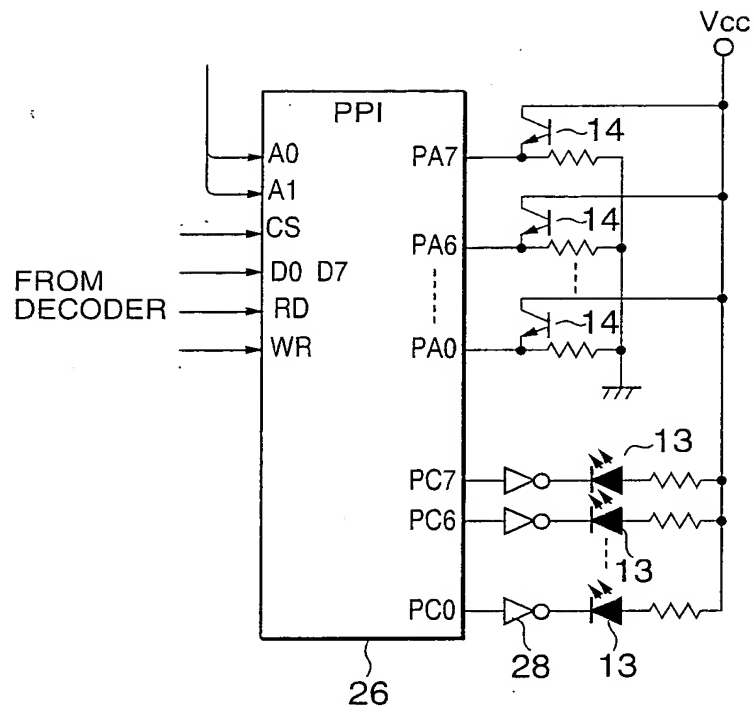 Vcc
PPI
A0
A1
CS
D0 D7
RD
WR
FROM
DECODER
PA7
PA6
PA0
14
14
14
PC7
PC6
PC0
13
13
13
28
26